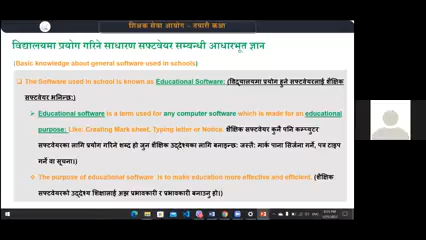 शिक्षक सेवा आयोग – तयारी कक्षा
विद्यालयमा प्रयोग गरिने साधारण सफ्टवेयर सम्बन्धी आधारभूत ज्ञान
(Basic knowledge about general software used in schools)
The Software used in school is known as Educational Software: (विद्यालयमा प्रयोग हुने सफ्टवेयरलाई शैक्षिक
सफ्टवेयर भनिन्छ:)
Educational software is a term used for any computer software which is made for an educational
purpose: Like: Creating Mark sheet, Typing letter or Notice. शैक्षिक सफ्टवेयर कुनै पनि कम्प्युटर
सफ्टवेयरका लागि प्रयोग गरिने शब्द हो जुन शैक्षिक उद्देश्यका लागि बनाइन्छ: जस्तै: मार्क पाना सिर्जना गर्ने, पत्र टाइप
गर्ने वा सूचना।)
The purpose of educational software is to make education more effective and efficient. (शैक्षिक
सफ्टवेयरको उद्देश्य शिक्षालाई अझ प्रभावकारी र प्रभावकारी बनाउनु हो।)